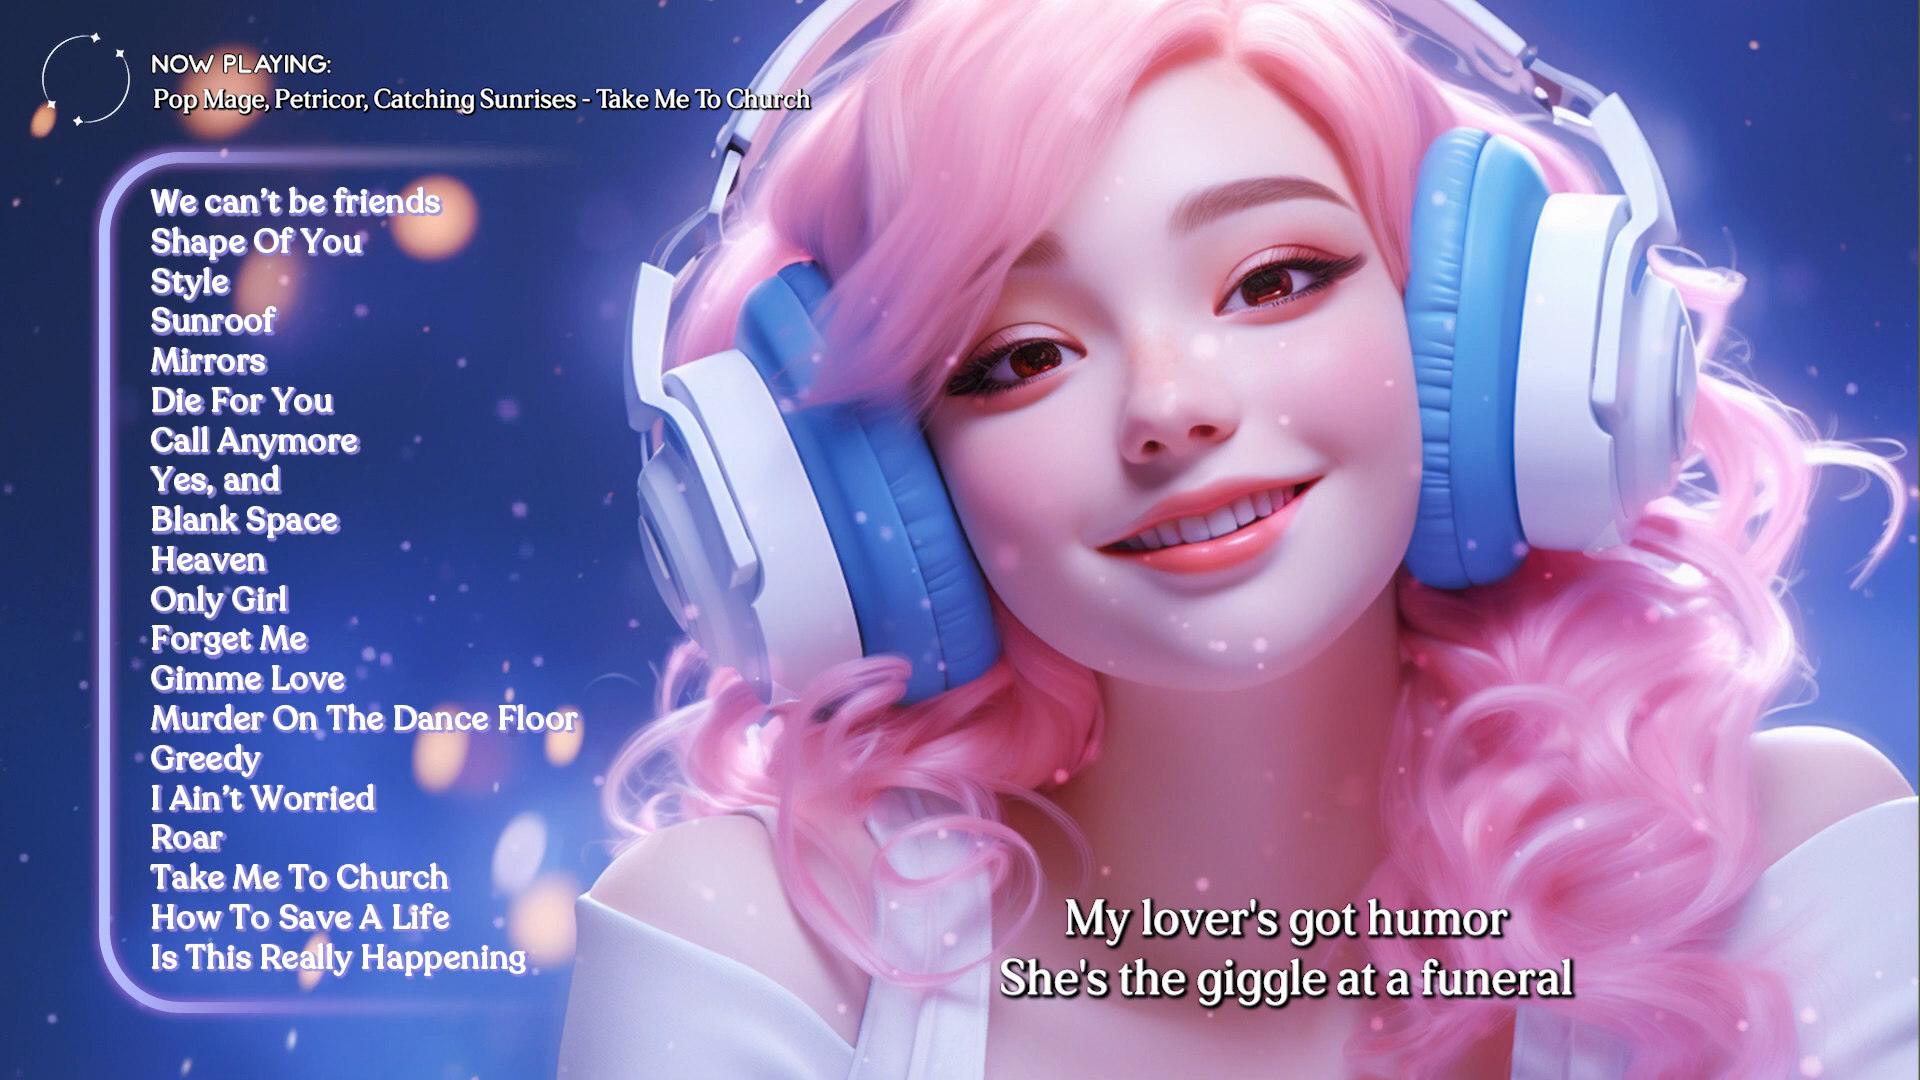 NOW PLAYING:
Pop Mage, Petricor, Catching Sunrises - Take Me To Church
We can't be friends
Shape Of You
Style
Sunroof
Mirrors
Die For You
Call Anymore
Yes, and
Blank Space
Heaven
Only Girl
Forget Me
Gimme Love
Murder On The Dance Floor
Greedy
I Ain't Worried
Roar
Take Me To Church
How To Save A Life
Is This Really Happening
My lover's got humor
She's the giggle at a funeral